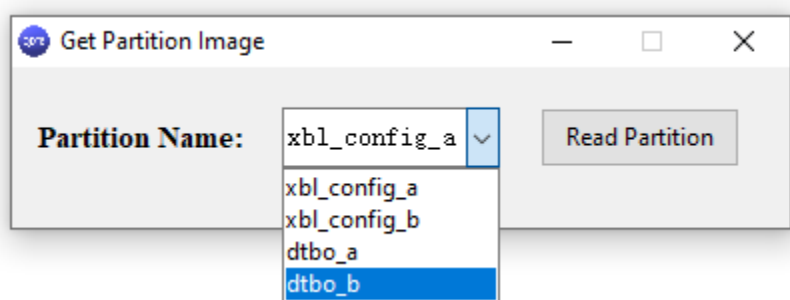 Get Partition Image
Partition Name: xbl_config_a Read Partition
xbl_config_a
xbl_config_b
dtbo_a
dtbo_b